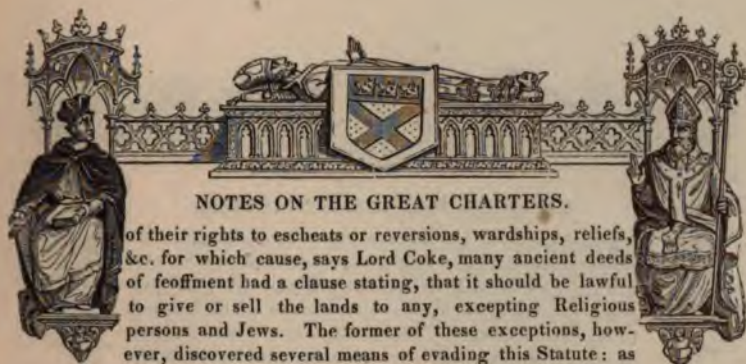 NOTES ON THE GREAT CHARTERS.
of their rights to escheats or reversions, wardships, reliefs,
&c. for which cause, says Lord Coke, many ancient deeds
of feoffment had a clause stating, that it should be lawful
to give or sell the lands to any, excepting Religious
persons and Jews. The former of these exceptions, how-
ever, discovered several means of evading this Statute: as